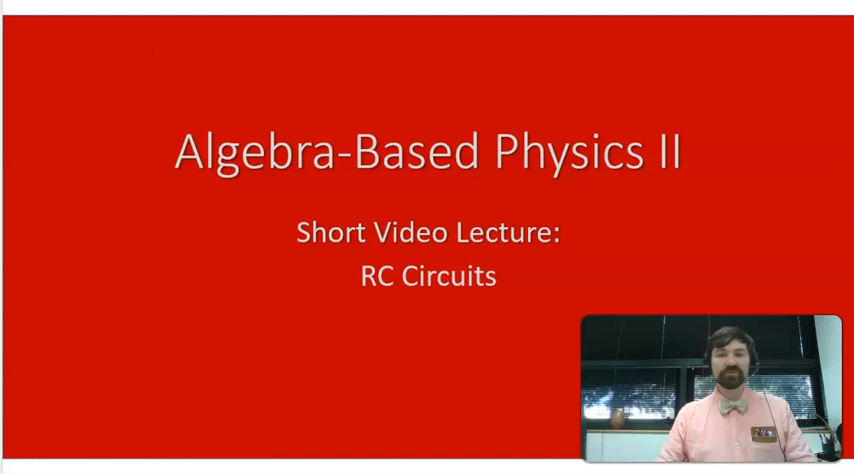 Algebra-Based Physics II
Short Video Lecture:
RC Circuits